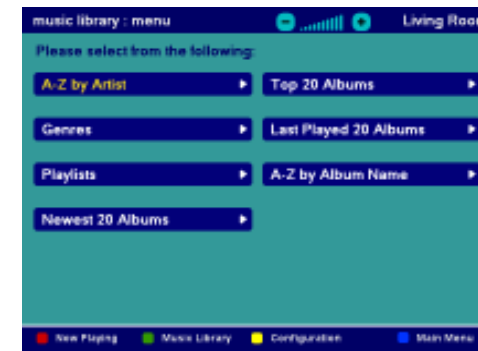 music library : menu Living Roo
Please select from the following:
A-Z by Artist
Genres
Playlists
Newest 20 Albums
Top 20 Albums
Last Played 20 Albums
A-Z by Album Name
Now Playing Music Library Configuration Main Menu